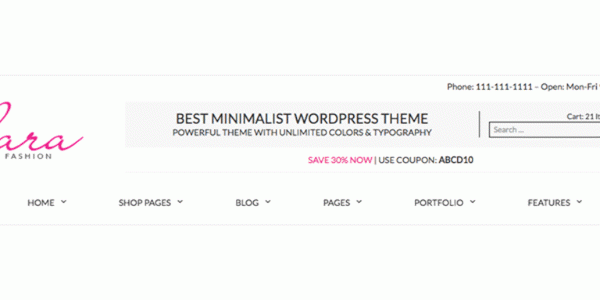 Phone: 111-111-1111 – Open: Mon-Fri
BEST MINIMALIST WORDPRESS THEME
POWERFUL THEME WITH UNLIMITED COLORS & TYPOGRAPHY
Cart: 21
Search ...
ara
FASHION
SAVE 30% NOW | USE COUPON: ABCD10
HOME SHOP PAGES BLOG PAGES PORTFOLIO FEATURES